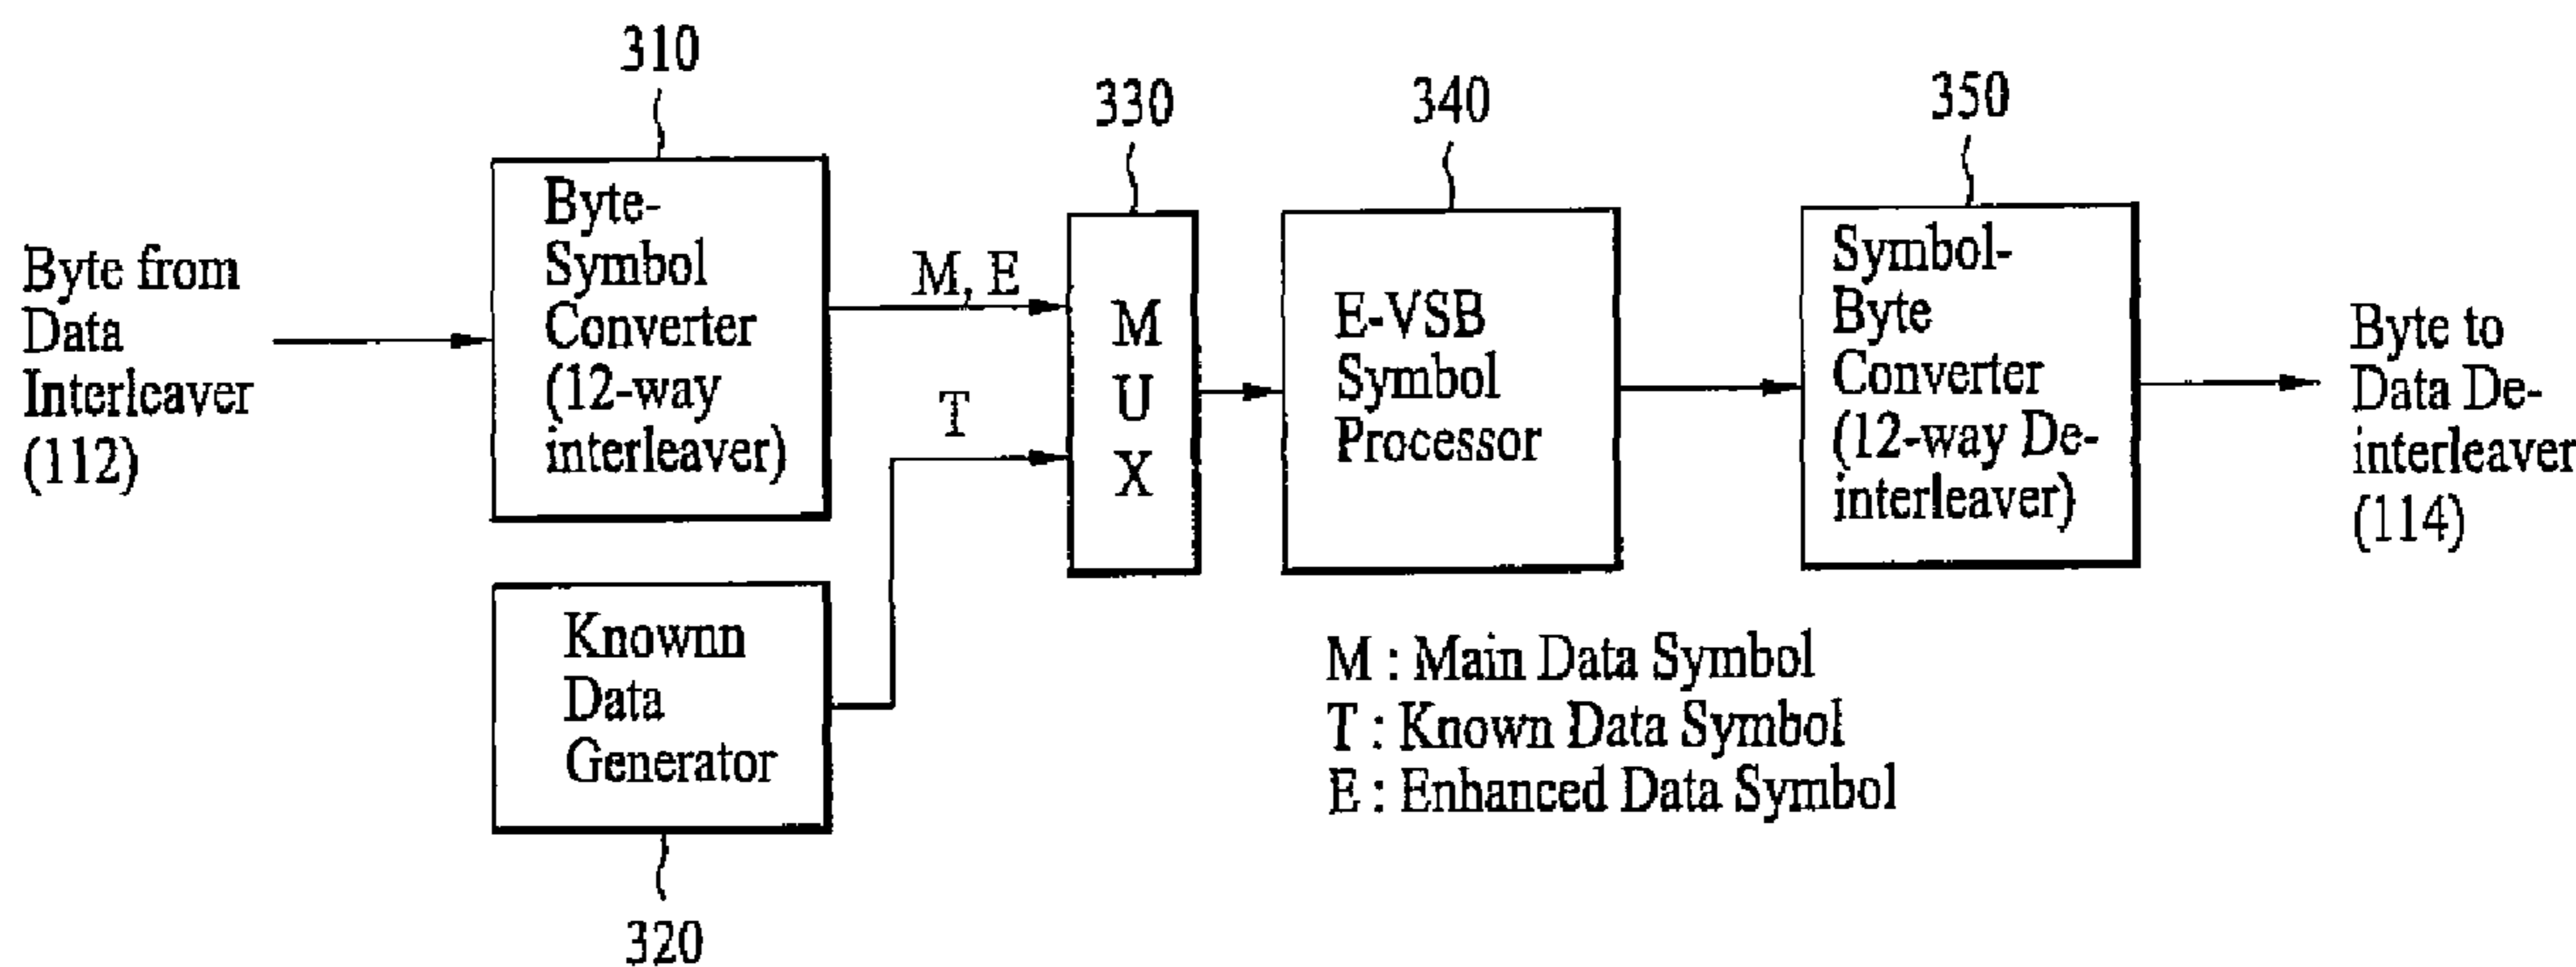 310
330
340
350
Byte from
Data
Interleaver
(112)
Byte-
Symbol
Converter
(12-way
interleaver)
M, E
T
M
U
X
E-VSB
Symbol
Processor
Symbol-
Byte
Converter
(12-way De-
interleaver)
Byte to
Data De-
interleaver
(114)
Knownn
Data
Generator
320
M : Main Data Symbol
T : Known Data Symbol
E : Enhanced Data Symbol